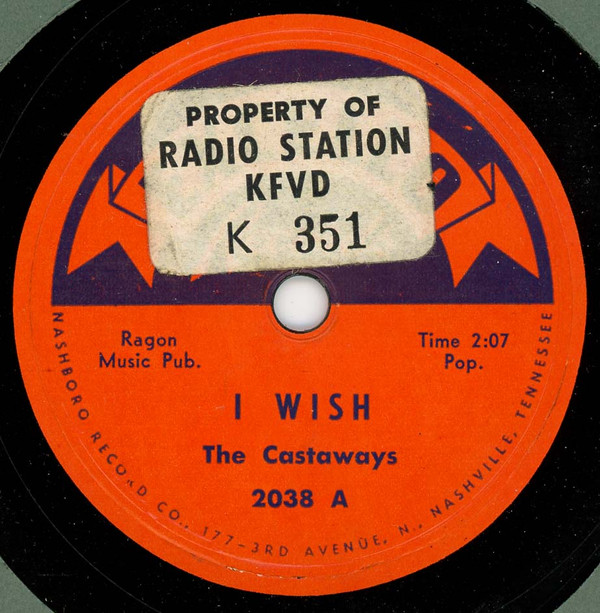 PROPERTY OF
RADIO STATION
KFVD
K 351
Ragon
Music Pub.
Time 2:07
Pop.
I WISH
The Castaways
2038 A
NASHBORO RECORD CO., 177-3RD AVENUE, N., NASHVILLE, TENNESSEE